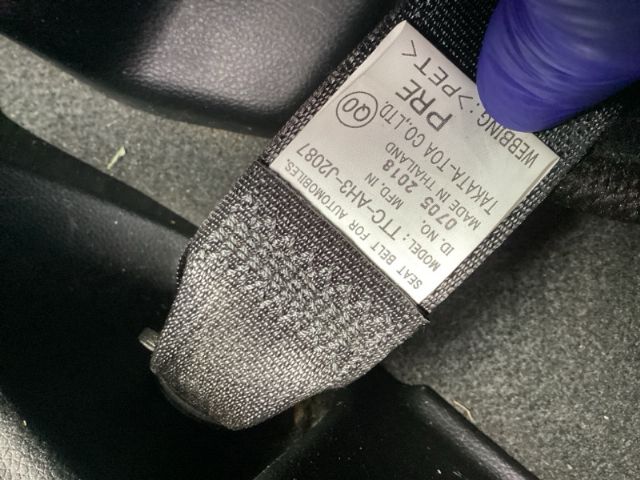 SEAT BELT FOR AUTOMOBILES.
MODEL : TTC-AH3-J2087
ID. NO. MFD. IN
0705 2018
MADE IN THAILAND
TAKATA-TOA CO.,LTD.
WEBBING : >PET<
PRE
Q0